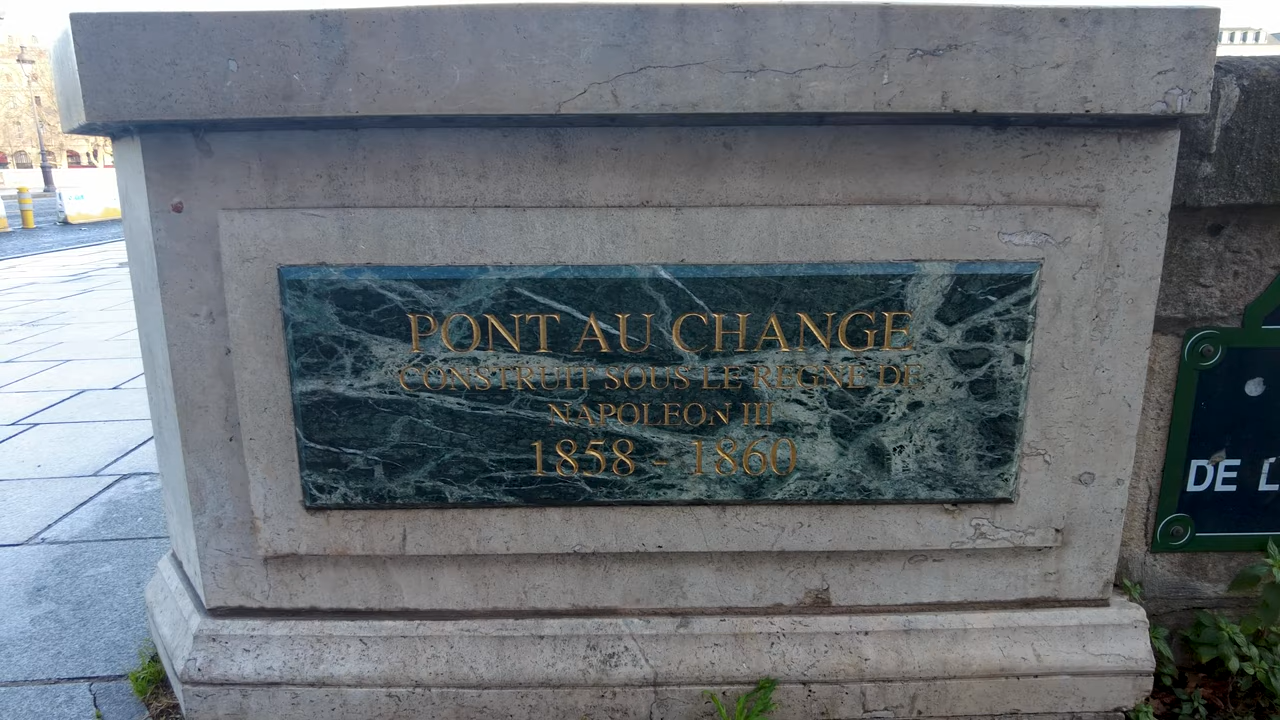 PONT AU CHANGE
CONSTRUIT SOUS LE REGNE DE
NAPOLEON III
1858 - 1860
DE L'